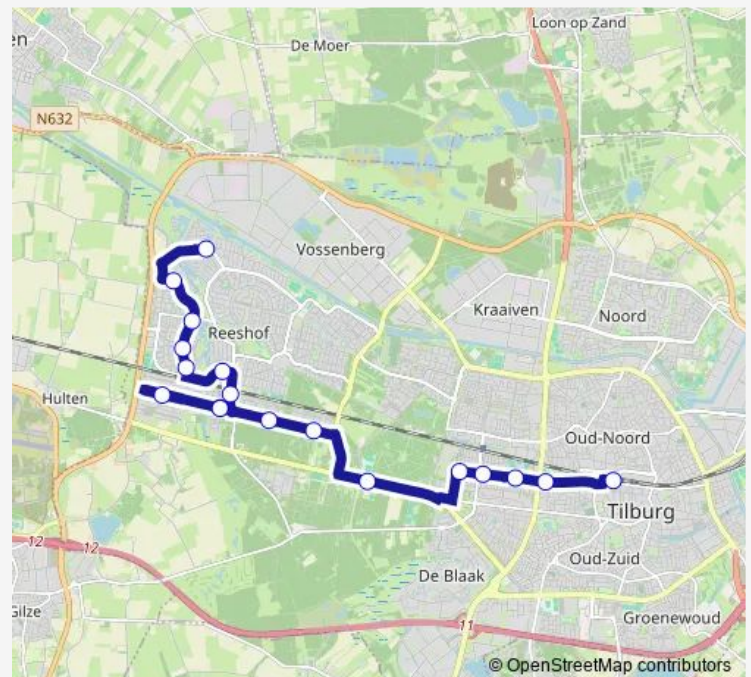 Loon op Zand
De Moer
en
N632
Vossenberg
Kraaiven
Noord
Reeshof
Hulten
Oud-Noord
Tilburg
12
12
Oud-Zuid
De Blaak
Gilze
11
Groenewoud
© OpenStreetMap contributors